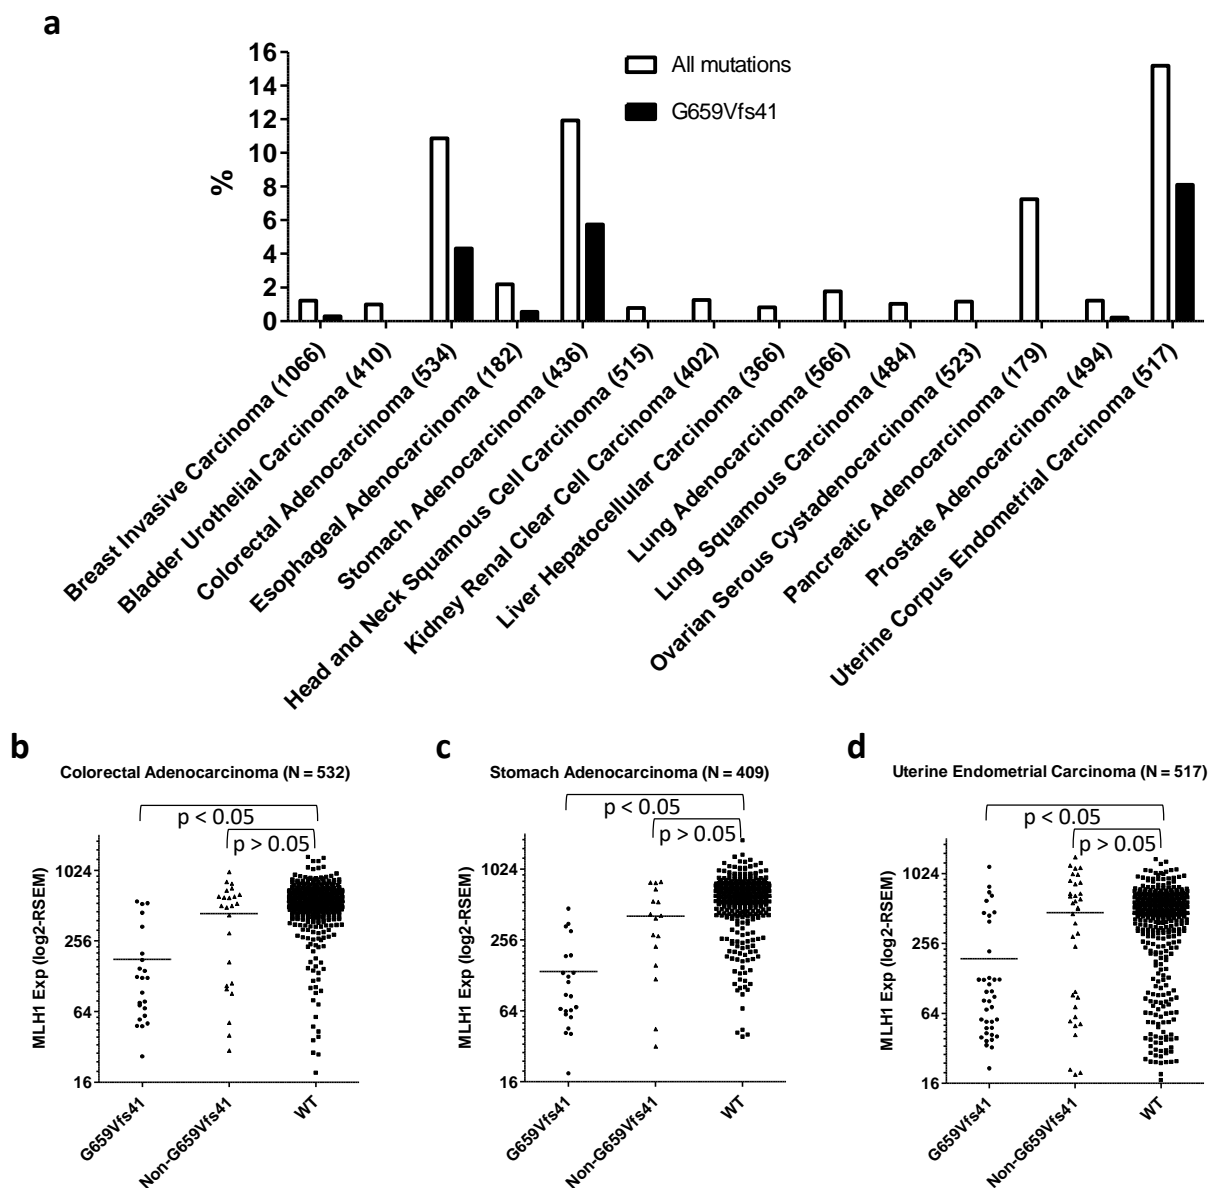 a
16
14
12
10
8
6
4
2
0
%
All mutations
G659Vfs41
Breast Invasive Carcinoma (1066)
Bladder Urothelial Carcinoma (410)
Colorectal Adenocarcinoma (534)
Esophageal Adenocarcinoma (182)
Stomach Adenocarcinoma (436)
Head and Neck Squamous Cell Carcinoma (515)
Kidney Renal Clear Cell Carcinoma (402)
Liver Hepatocellular Carcinoma (366)
Lung Adenocarcinoma (566)
Lung Squamous Carcinoma (484)
Ovarian Serous Cystadenocarcinoma (523)
Pancreatic Adenocarcinoma (179)
Prostate Adenocarcinoma (494)
Uterine Corpus Endometrial Carcinoma (517)
b
Colorectal Adenocarcinoma (N = 532)
p < 0.05
p > 0.05
MLH1 Exp (log2-RSEM)
1024
256
64
16
G659Vfs41
Non-G659Vfs41
WT
c
Stomach Adenocarcinoma (N = 409)
p < 0.05
p > 0.05
MLH1 Exp (log2-RSEM)
1024
256
64
16
G659Vfs41
Non-G659Vfs41
WT
d
Uterine Endometrial Carcinoma (N = 517)
p < 0.05
p > 0.05
MLH1 Exp (log2-RSEM)
1024
256
64
16
G659Vfs41
Non-G659Vfs41
WT